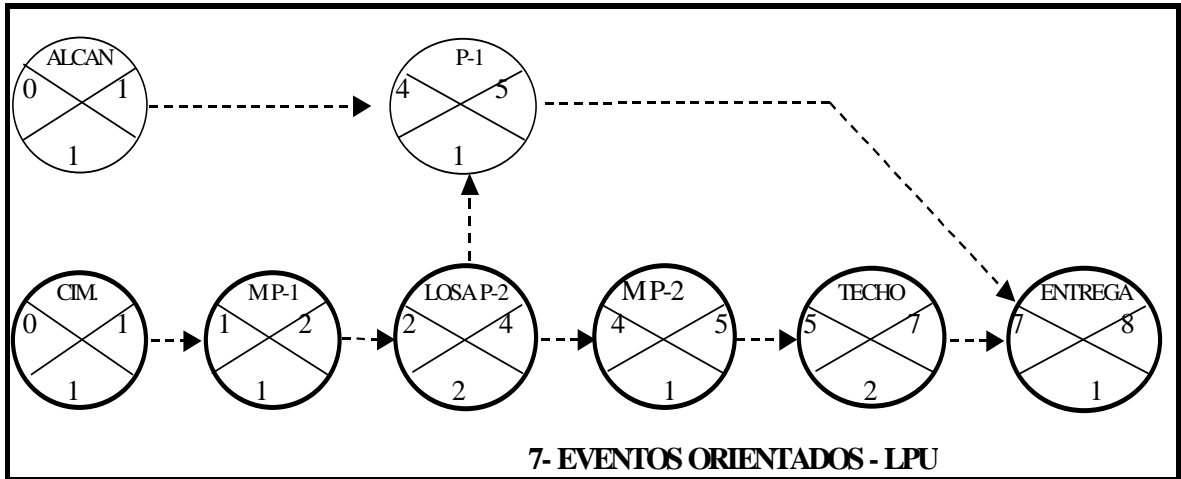 ALCAN
0 1
1
P-1
4 5
1
CIM.
0 1
1
MP-1
1 2
1
LOSA P-2
2 4
2
MP-2
4 5
1
TECHO
5 7
2
ENTREGA
7 8
1
7- EVENTOS ORIENTADOS - LPU